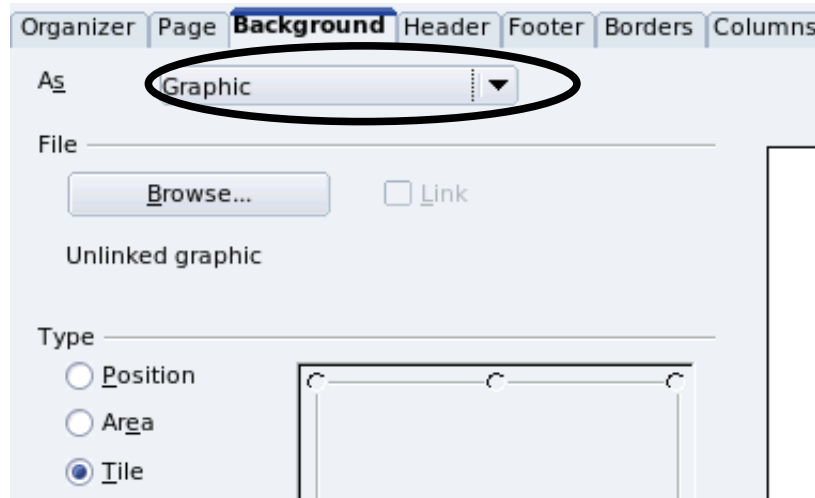 Organizer Page Background Header Footer Borders Columns
As Graphic
File
Browse... Link
Unlinked graphic
Type
Position
Area
Tile